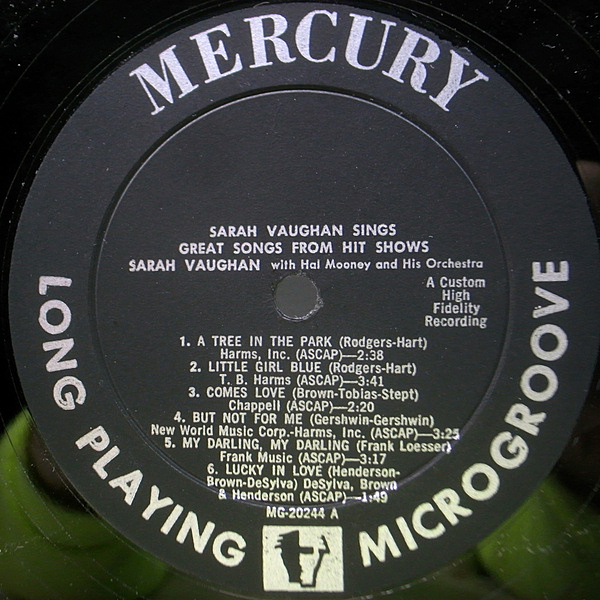 MERCURY
SARAH VAUGHAN SINGS
GREAT SONGS FROM HIT SHOWS
SARAH VAUGHAN with Hal Mooney and His Orchestra
A Custom
High
Fidelity
Recording
1. A TREE IN THE PARK (Rodgers-Hart)
Harms, Inc. (ASCAP)—2:38
2. LITTLE GIRL BLUE (Rodgers-Hart)
T. B. Harms (ASCAP)—3:41
3. COMES LOVE (Brown-Tobias-Stept)
Chappell (ASCAP)—2:20
4. BUT NOT FOR ME (Gershwin-Gershwin)
New World Music Corp.-Harms, Inc. (ASCAP)—3:25
5. MY DARLING, MY DARLING (Frank Loesser)
Frank Music (ASCAP)—3:17
6. LUCKY IN LOVE (Henderson-
Brown-DeSylva) DeSylva, Brown
& Henderson (ASCAP)—1:49
MG-20244 A
LONG PLAYING MICROGROOVE